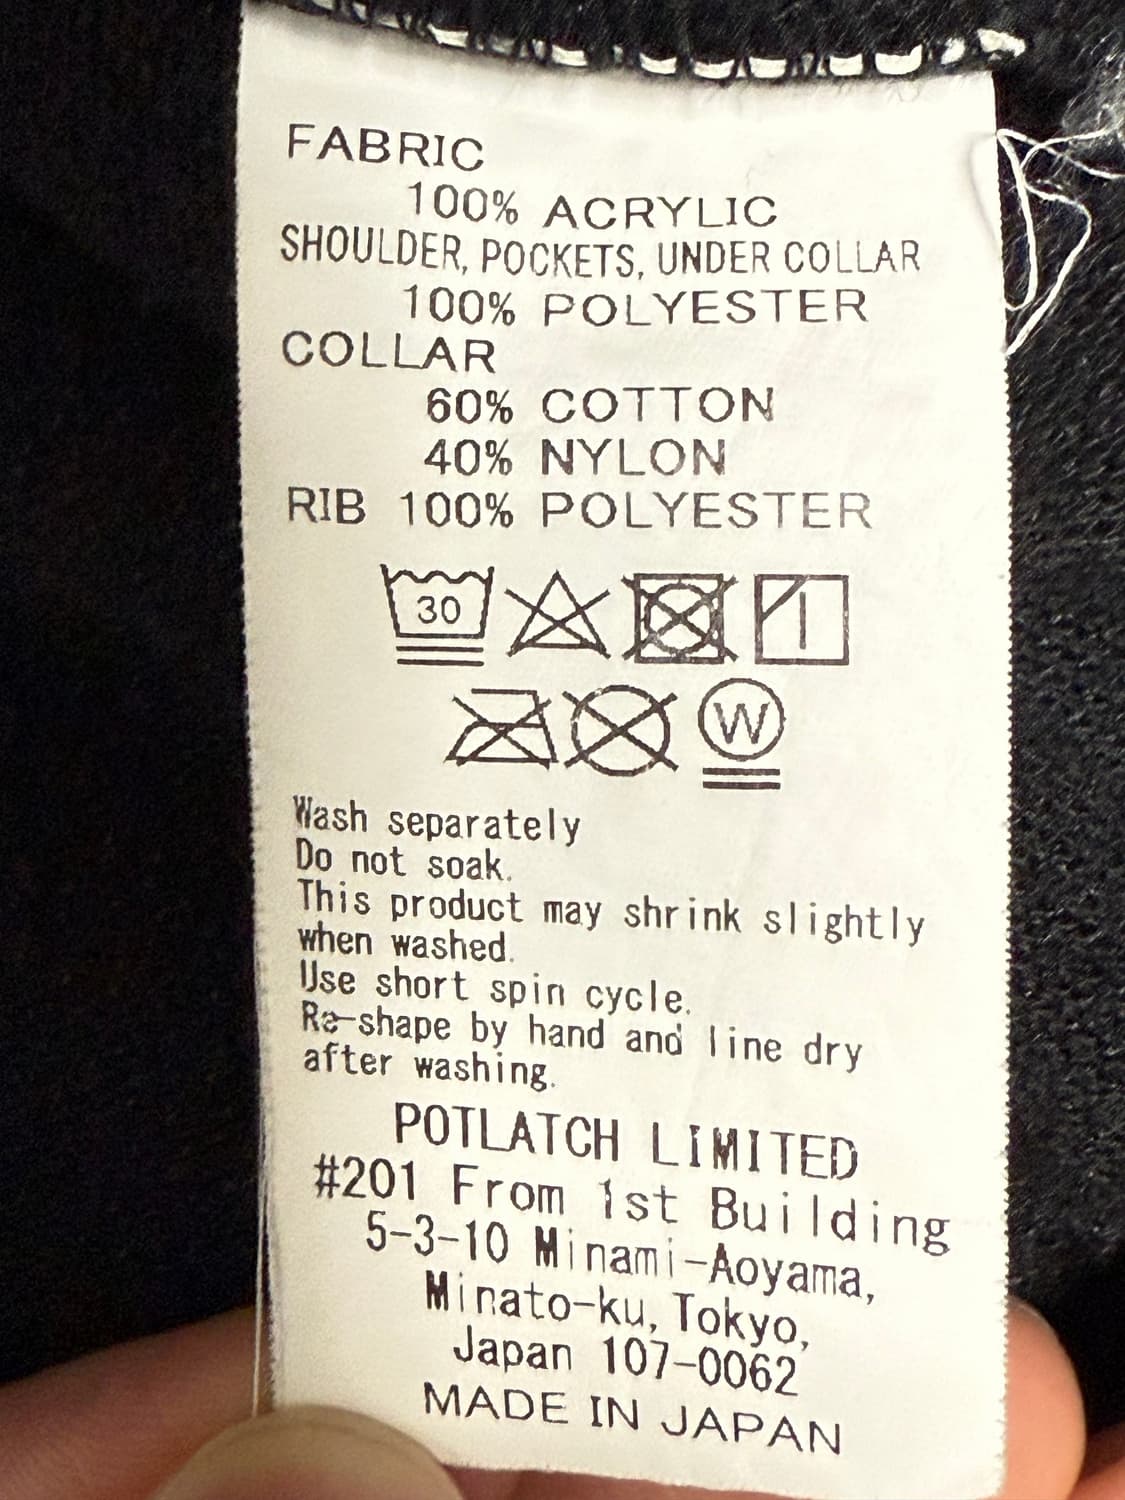 FABRIC
100% ACRYLIC
SHOULDER, POCKETS, UNDER COLLAR
100% POLYESTER
COLLAR
60% COTTON
40% NYLON
RIB 100% POLYESTER
30
W
Wash separately
Do not soak.
This product may shrink slightly
when washed.
Use short spin cycle.
Re-shape by hand and line dry
after washing.
POTLATCH LIMITED
#201 From 1st Building
5-3-10 Minami-Aoyama,
Minato-ku, Tokyo,
Japan 107-0062
MADE IN JAPAN